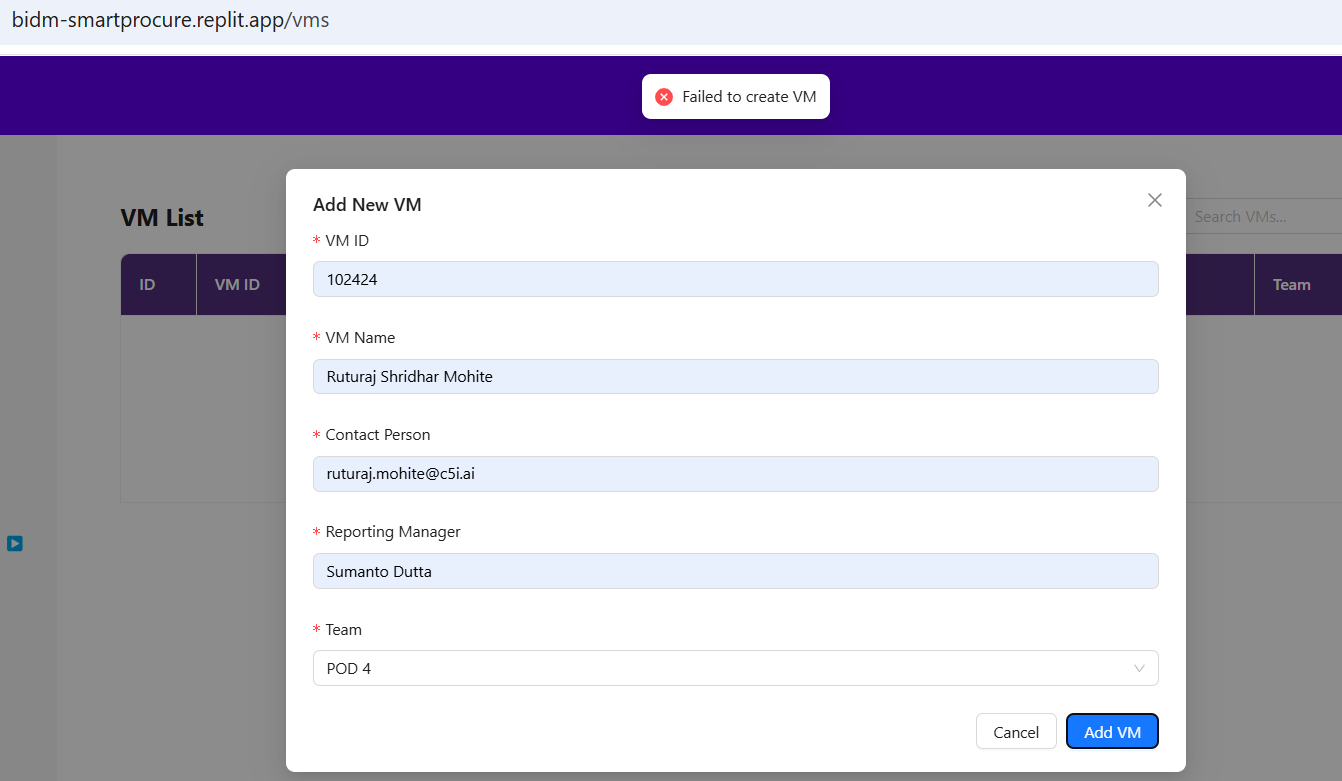 bidm-smartprocure.replit.app/vms
Failed to create VM
Add New VM
VM List
Search VMs...
* VM ID
102424
ID
VM ID
Team
* VM Name
Ruturaj Shridhar Mohite
* Contact Person
ruturaj.mohite@c5i.ai
* Reporting Manager
Sumanto Dutta
* Team
POD 4
Cancel
Add VM